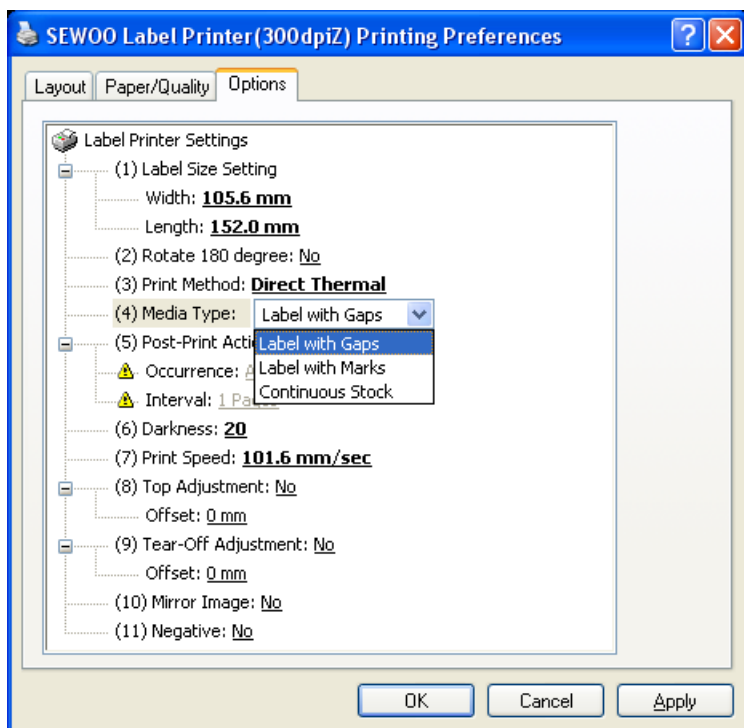 SEWOO Label Printer(300dpiZ) Printing Preferences
Layout Paper/Quality Options
Label Printer Settings
(1) Label Size Setting
Width: 105.6 mm
Length: 152.0 mm
(2) Rotate 180 degree: No
(3) Print Method: Direct Thermal
(4) Media Type: Label with Gaps
(5) Post-Print Acti
Label with Gaps
Label with Marks
Continuous Stock
Occurrence:
Interval: 1
(6) Darkness: 20
(7) Print Speed: 101.6 mm/sec
(8) Top Adjustment: No
Offset: 0 mm
(9) Tear-Off Adjustment: No
Offset: 0 mm
(10) Mirror Image: No
(11) Negative: No
OK Cancel Apply